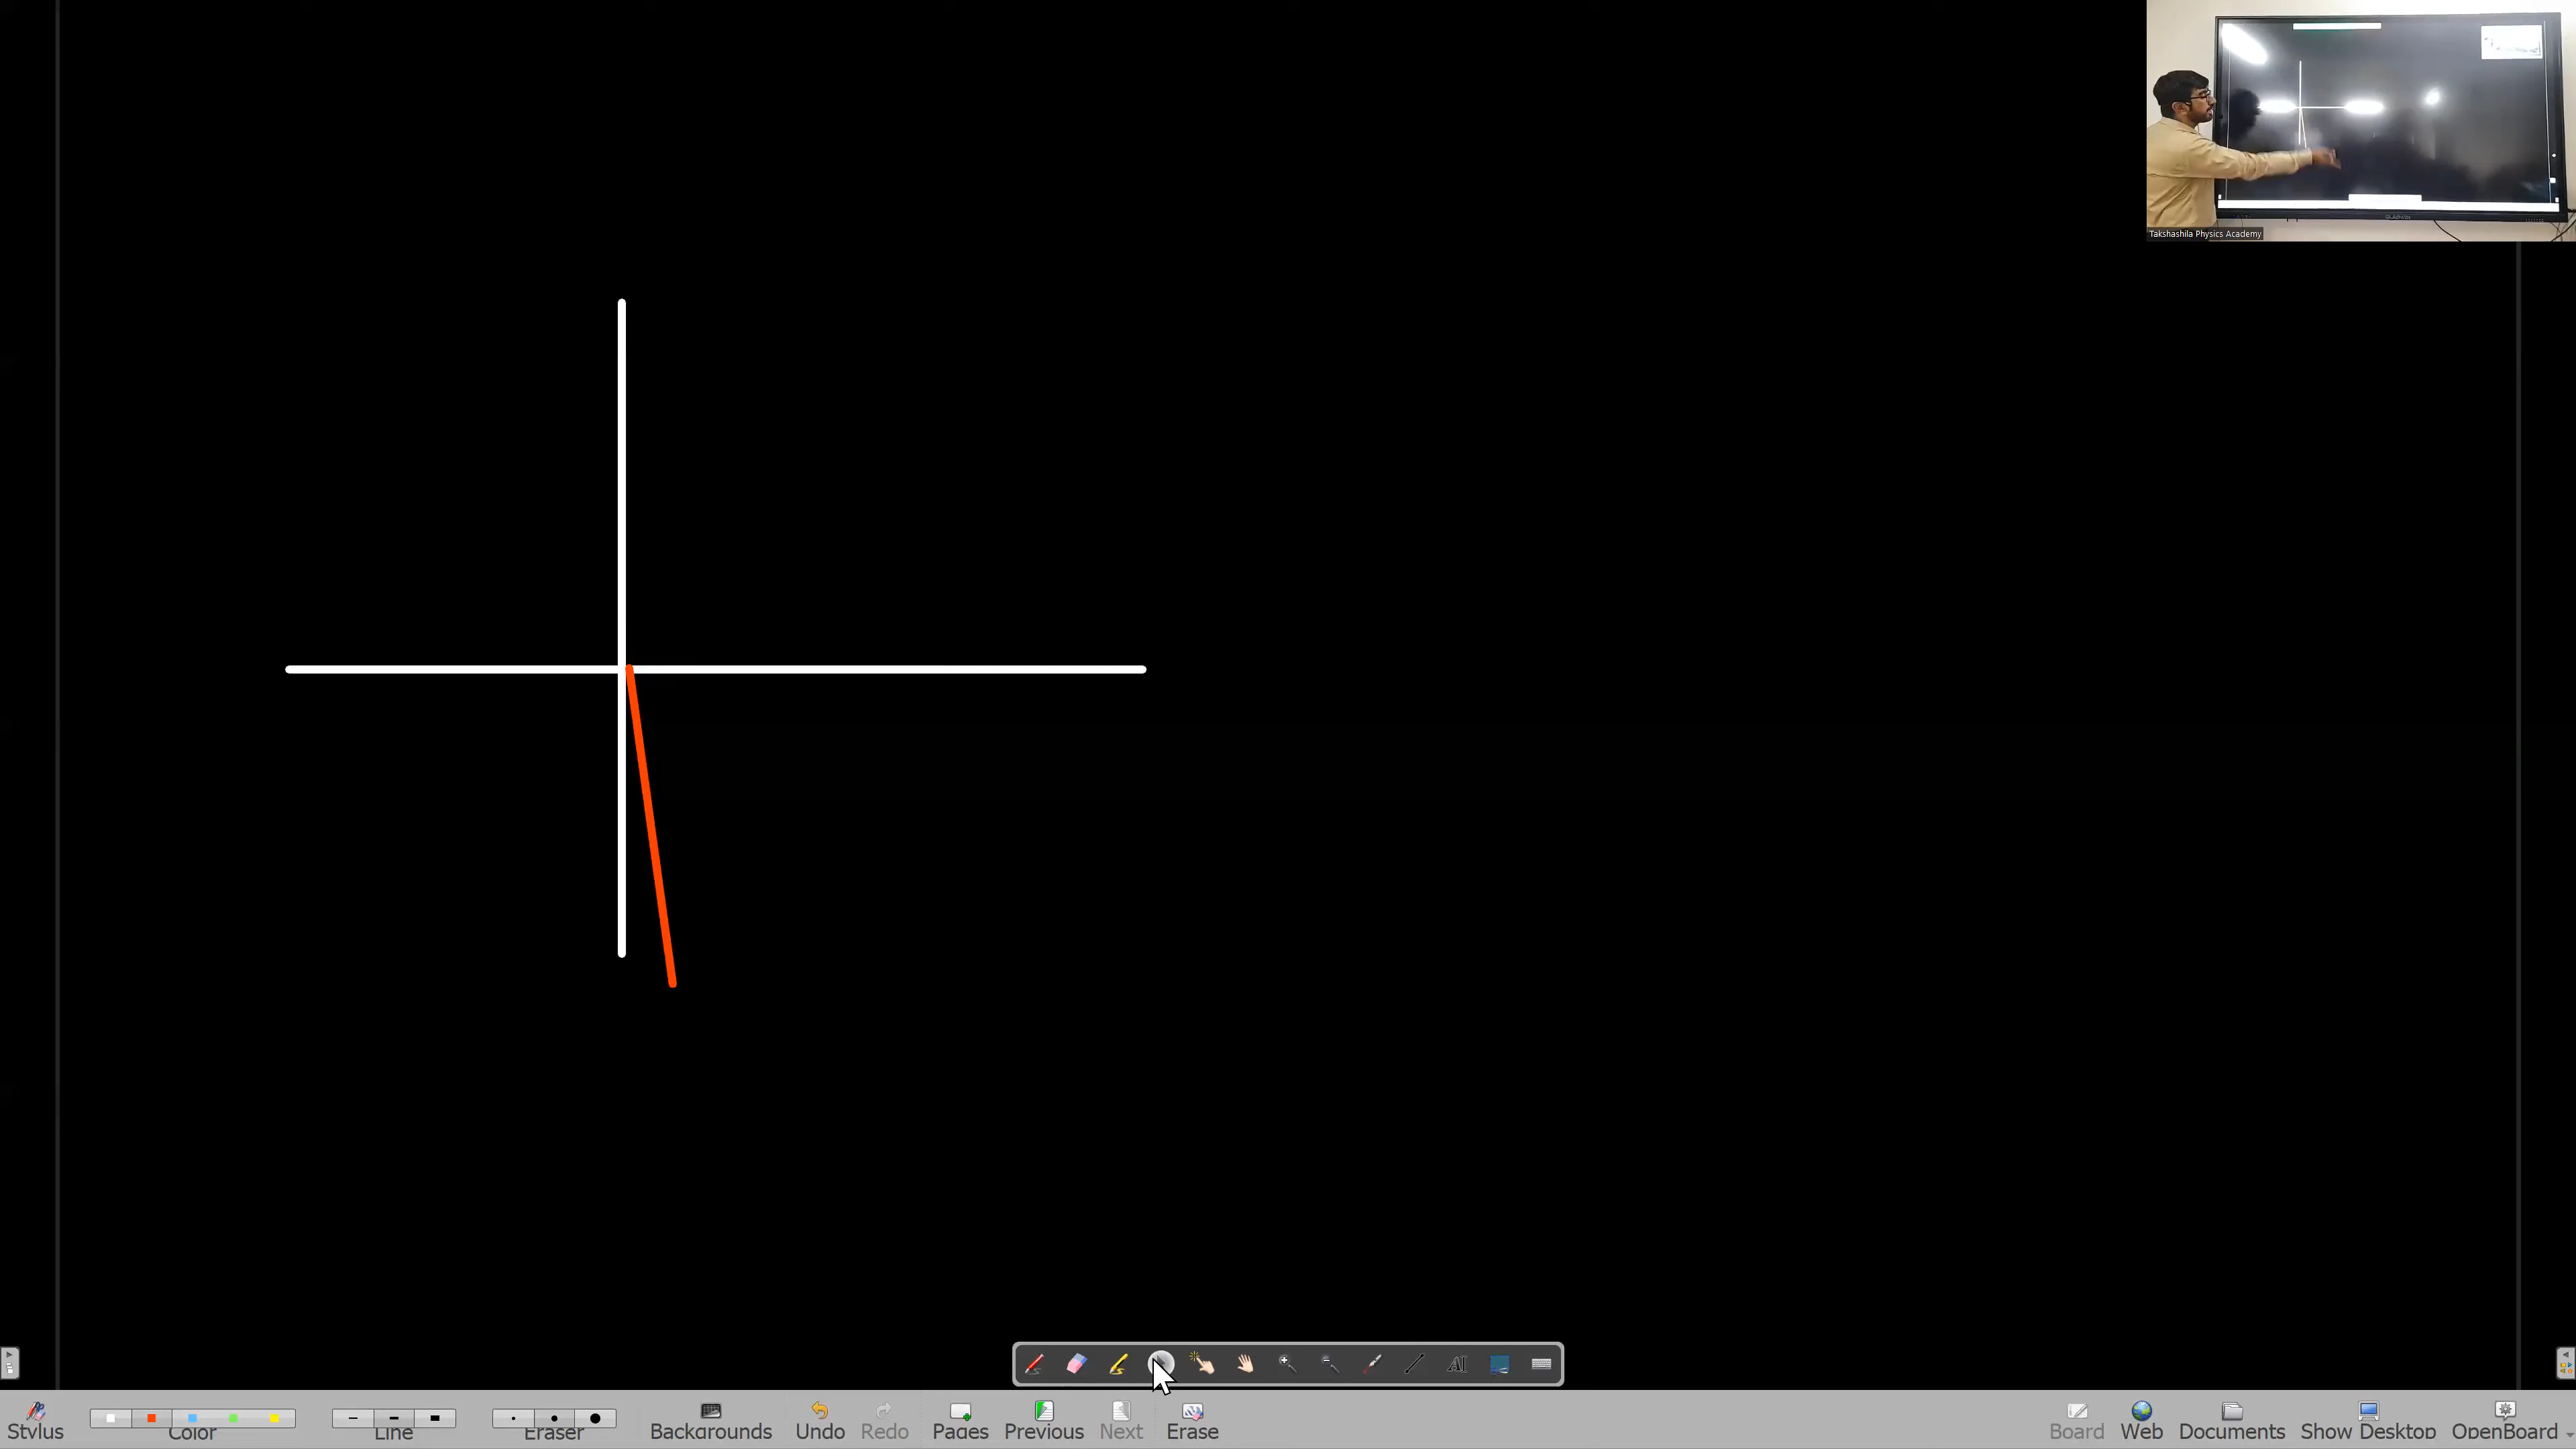 Takshashila Physics Academy
Stylus
Color
Line
Eraser
Backgrounds
Undo
Redo
Pages
Previous
Next
Erase
Board
Web
Documents
Show Desktop
OpenBoard
AI